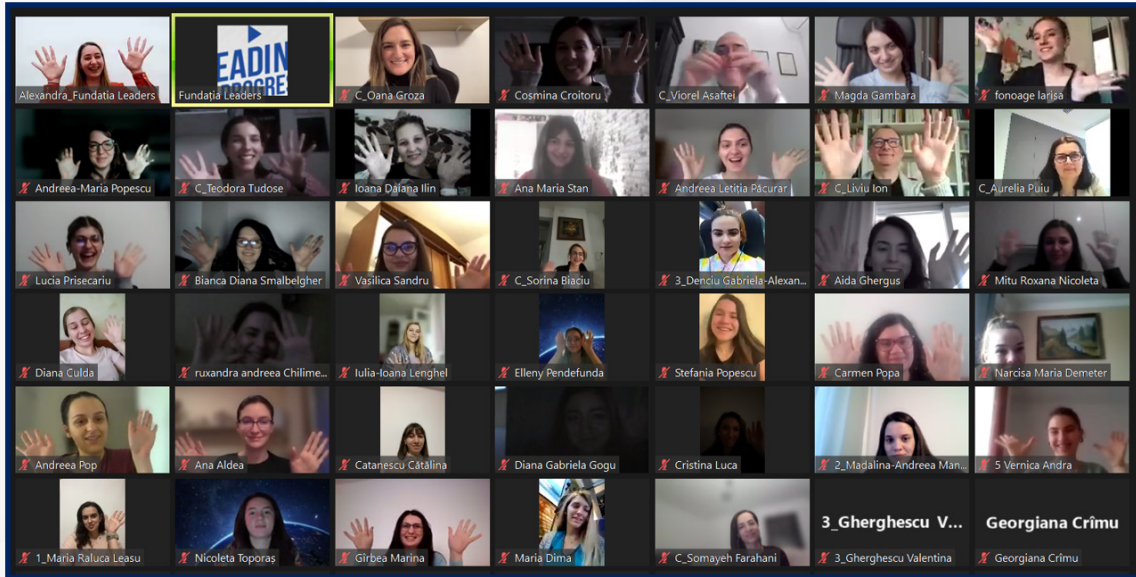 Alexandra_Fundatia Leaders
EADIN
PROGRE
Fundația Leaders
C_Oana Groza
Cosmina Croitoru
C_Viorel Asaftei
Magda Gambara
fonoage larisa
Andreea-Maria Popescu
C_Teodora Tudose
Ioana Daiana Ilin
Ana Maria Stan
Andreea Letiția Păcurar
C_Liviu Ion
C_Aurelia Puiu
Lucia Prisecariu
Bianca Diana Smalbelgher
Vasilica Sandru
C_Sorina Biaciu
3_Denciu Gabriela-Alexan...
Aida Ghergus
Mitu Roxana Nicoleta
Diana Culda
ruxandra andreea Chilime...
Iulia-Ioana Lenghel
Elleny Pendefunda
Stefania Popescu
Carmen Popa
Narcisa Maria Demeter
Andreea Pop
Ana Aldea
Catanescu Cătălina
Diana Gabriela Gogu
Cristina Luca
2_Madalina-Andreea Man...
5 Vernica Andra
1_Maria Raluca Leasu
Nicoleta Toporaș
Gîrbea Marina
Maria Dima
C_Somayeh Farahani
3_Gherghescu V...
3_Gherghescu Valentina
Georgiana Crîmu
Georgiana Crîmu